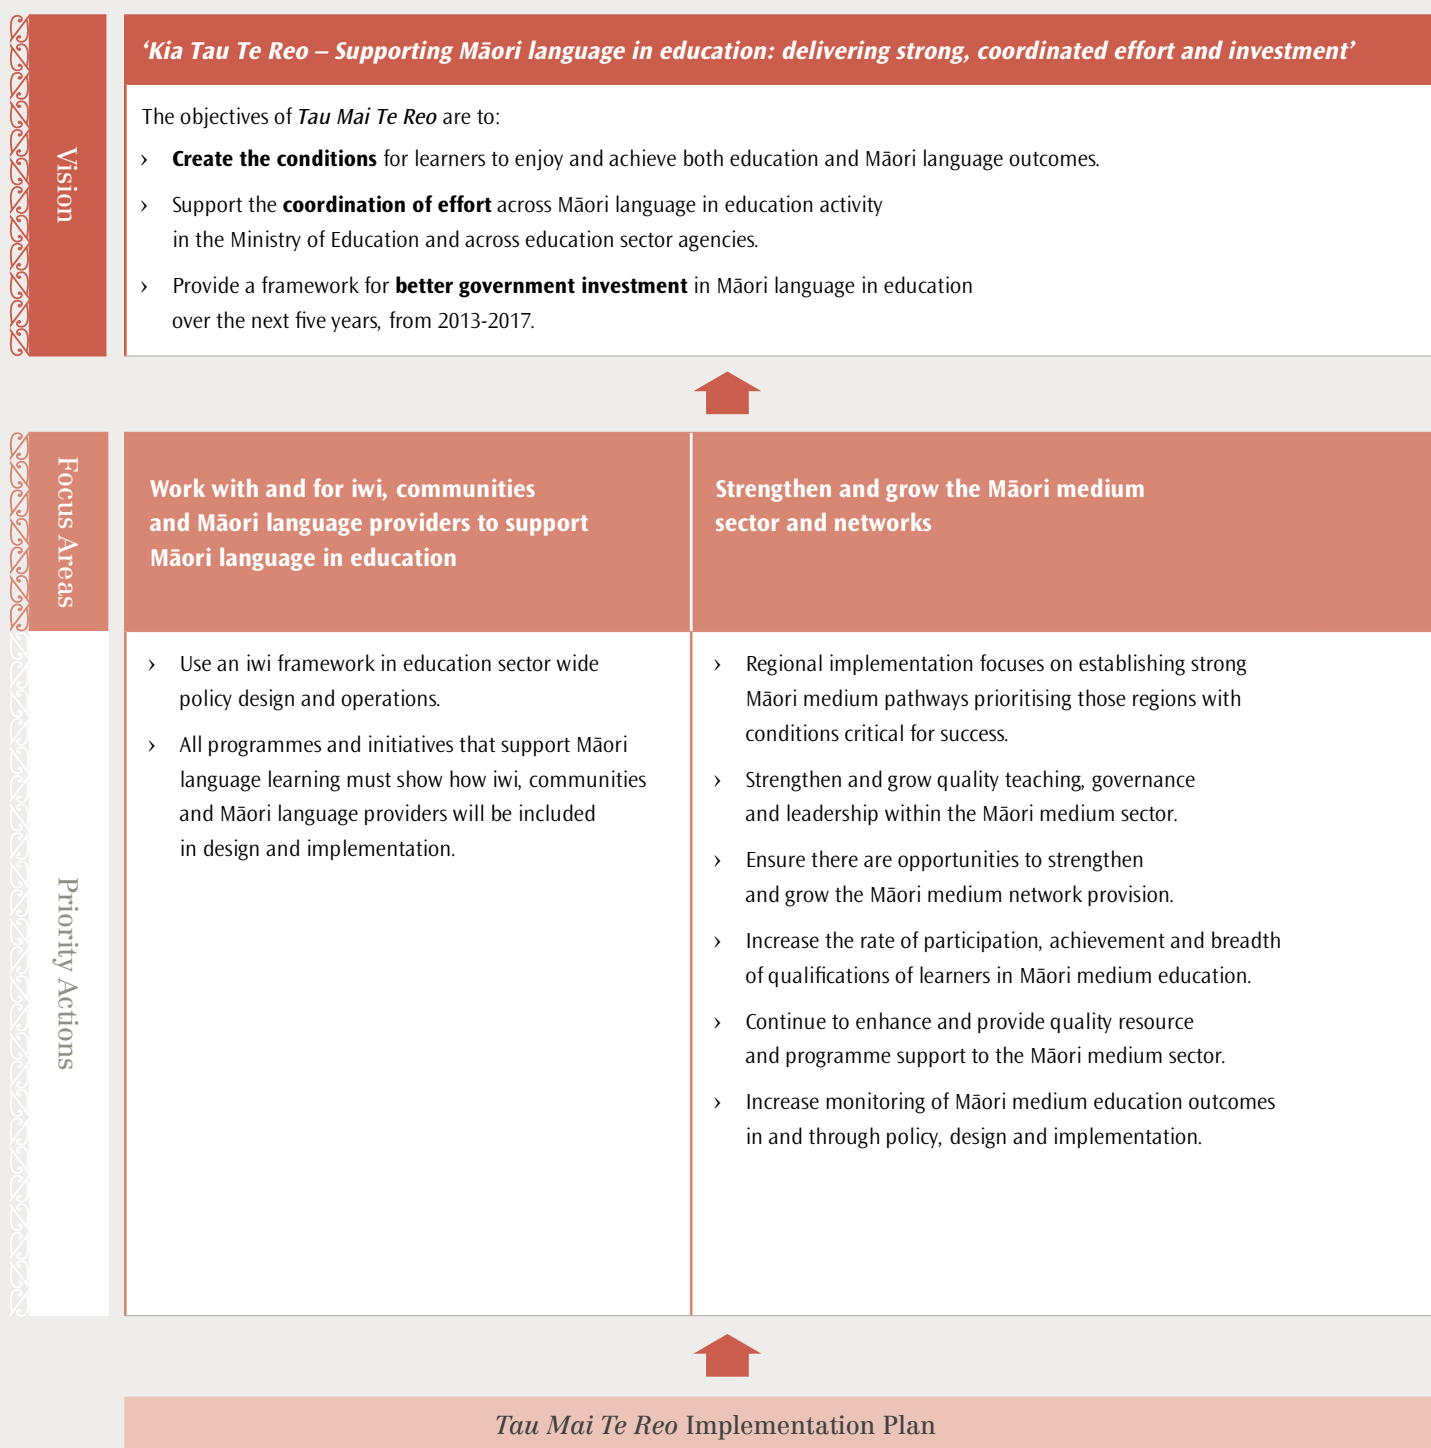 Vision
‘Kia Tau Te Reo – Supporting Māori language in education: delivering strong, coordinated effort and investment’
The objectives of Tau Mai Te Reo are to:
› Create the conditions for learners to enjoy and achieve both education and Māori language outcomes.
› Support the coordination of effort across Māori language in education activity
in the Ministry of Education and across education sector agencies.
› Provide a framework for better government investment in Māori language in education
over the next five years, from 2013-2017.
Focus Areas
Work with and for iwi, communities
and Māori language providers to support
Māori language in education
Strengthen and grow the Māori medium
sector and networks
Priority Actions
› Use an iwi framework in education sector wide
policy design and operations.
› All programmes and initiatives that support Māori
language learning must show how iwi, communities
and Māori language providers will be included
in design and implementation.
› Regional implementation focuses on establishing strong
Māori medium pathways prioritising those regions with
conditions critical for success.
› Strengthen and grow quality teaching, governance
and leadership within the Māori medium sector.
› Ensure there are opportunities to strengthen
and grow the Māori medium network provision.
› Increase the rate of participation, achievement and breadth
of qualifications of learners in Māori medium education.
› Continue to enhance and provide quality resource
and programme support to the Māori medium sector.
› Increase monitoring of Māori medium education outcomes
in and through policy, design and implementation.
Tau Mai Te Reo Implementation Plan